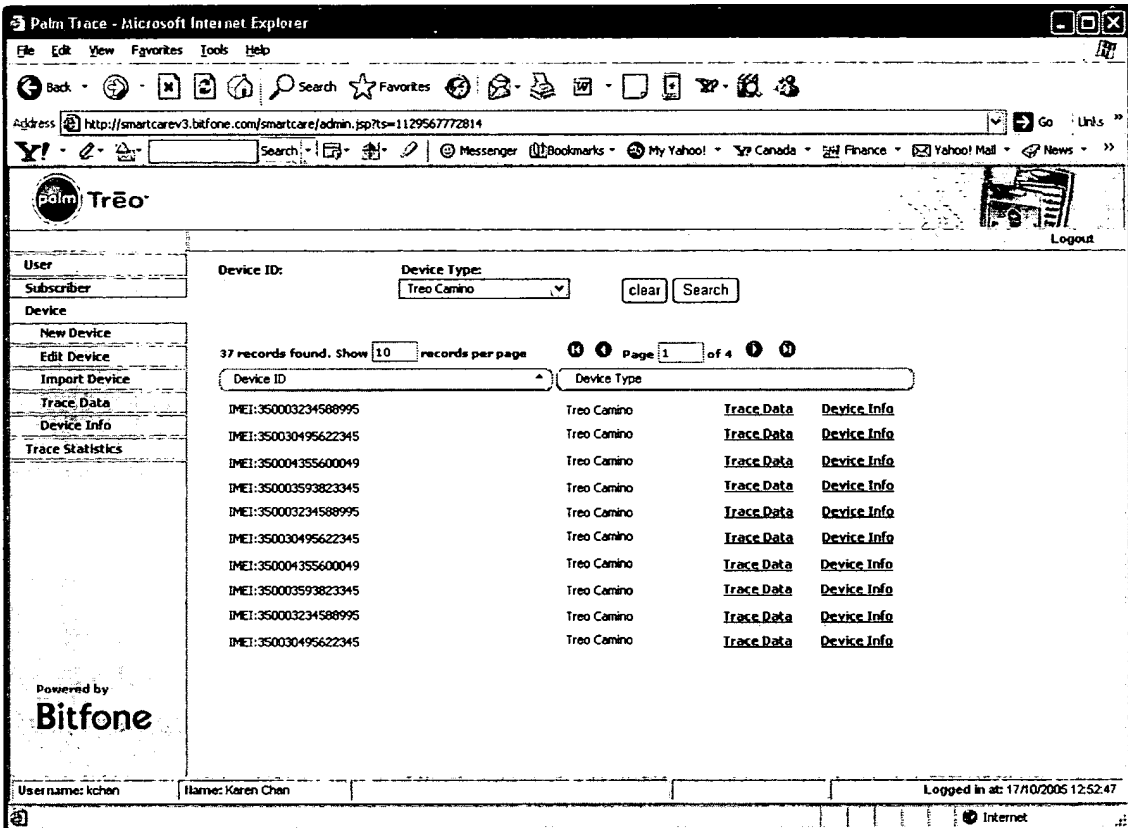 Palm Trace - Microsoft Internet Explorer
File Edit View Favorites Tools Help
Back Search Favorites
Address http://smartcarev3.bitfone.com/smartcare/admin.jsp?ts=1129567772814 Go Links »
Y! Search Messenger Bookmarks My Yahoo! Y! Canada Finance Yahoo! Mail News »
palm Trēo
Logout
User
Subscriber
Device
New Device
Edit Device
Import Device
Trace Data
Device Info
Trace Statistics
Device ID: Device Type:
Treo Camino clear Search
37 records found. Show 10 records per page Page 1 of 4
Device ID Device Type
IMEI:350003234588995 Treo Camino Trace Data Device Info
IMEI:350030495622345 Treo Camino Trace Data Device Info
IMEI:350004355600049 Treo Camino Trace Data Device Info
IMEI:350003593823345 Treo Camino Trace Data Device Info
IMEI:350003234588995 Treo Camino Trace Data Device Info
IMEI:350030495622345 Treo Camino Trace Data Device Info
IMEI:350004355600049 Treo Camino Trace Data Device Info
IMEI:350003593823345 Treo Camino Trace Data Device Info
IMEI:350003234588995 Treo Camino Trace Data Device Info
IMEI:350030495622345 Treo Camino Trace Data Device Info
Powered by
Bitfone
Username: kchan Name: Karen Chan Logged in at: 17/10/2005 12:52:47
Internet